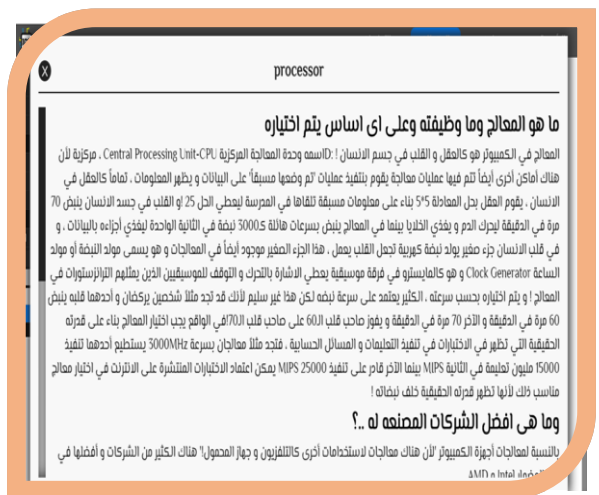 processor
ما هو المعالج وما وظيفته وعلى اى اساس يتم اختياره
المعالج في الكمبيوتر هو كالعقل و القلب في جسم الانسان ! :Dاسمه وحدة المعالجة المركزية Central Processing Unit-CPU . مركزية لأن
هناك أماكن أخرى أيضاً تتم فيها عمليات معالجة يقوم بتنفيذ عمليات "تم وضعها مسبقاً" على البيانات و يظهر المعلومات . تماماً كالعقل في
الانسان . يقوم العقل بحل المعادلة 5*5 بناء على معلومات مسبقة تلقاها في المدرسة ليعطي الحل 25 !و القلب في جسد الانسان ينبض 70
مرة في الدقيقة ليحرك الدم و يغذي الخلايا بينما في المعالج ينبض بسرعات هائلة كـ3000 نبضة في الثانية الواحدة ليغذي أجزاءه بالبيانات . و
في قلب الانسان جزء صغير يولد نبضة كهربية تجعل القلب يعمل . هذا الجزء الصغير موجود أيضاً في المعالجات و هو يسمى مولد النبضة أو مولد
الساعة Clock Generator و هو كالمايسترو في فرقة موسيقية يعطي الاشارة بالتحرك و التوقف للموسيقيين الذين يمثلهم الترانزستورات في
المعالج ! و يتم اختياره بحسب سرعته . الكثير يعتمد على سرعة نبضه لكن هذا غير سليم لأنك قد تجد مثلاً شخصين يركضان و أحدهما قلبه ينبض
60 مرة في الدقيقة و الآخر 70 مرة في الدقيقة و يفوز صاحب قلب الـ60 على صاحب قلب الـ70!في الواقع يجب اختيار المعالج بناء على قدرته
الحقيقية التي تظهر في الاختبارات في تنفيذ التعليمات و المسائل الحسابية . فتجد مثلاً معالجان بسرعة 3000MHz يستطيع أحدهما تنفيذ
15000 مليون تعليمة في الثانية MIPS بينما الآخر قادر على تنفيذ 25000 MIPS يمكن اعتماد الاختبارات المنتشرة على الانترنت في اختيار معالج
مناسب ذلك لأنها تظهر قدرته الحقيقية خلف نبضاته !
وما هى افضل الشركات المصنعه له ..؟
بالنسبة لمعالجات أجهزة الكمبيوتر "لأن هناك معالجات لاستخدامات أخرى كالتلفزيون و جهاز المحمول!" هناك الكثير من الشركات و أفضلها في
Intel و AMD